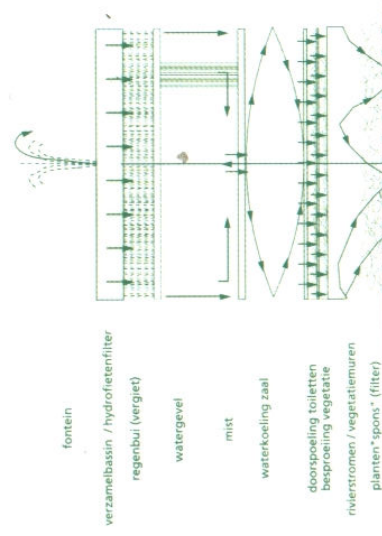 fontein
verzamelbassin / hydrofietenfilter
regenbui (vergiet)
watergevel
mist
waterkoeling zaal
doorspoeling toiletten
besproeiing vegetatie
rivierstromen / vegetatiemuren
planten"spons" (filter)